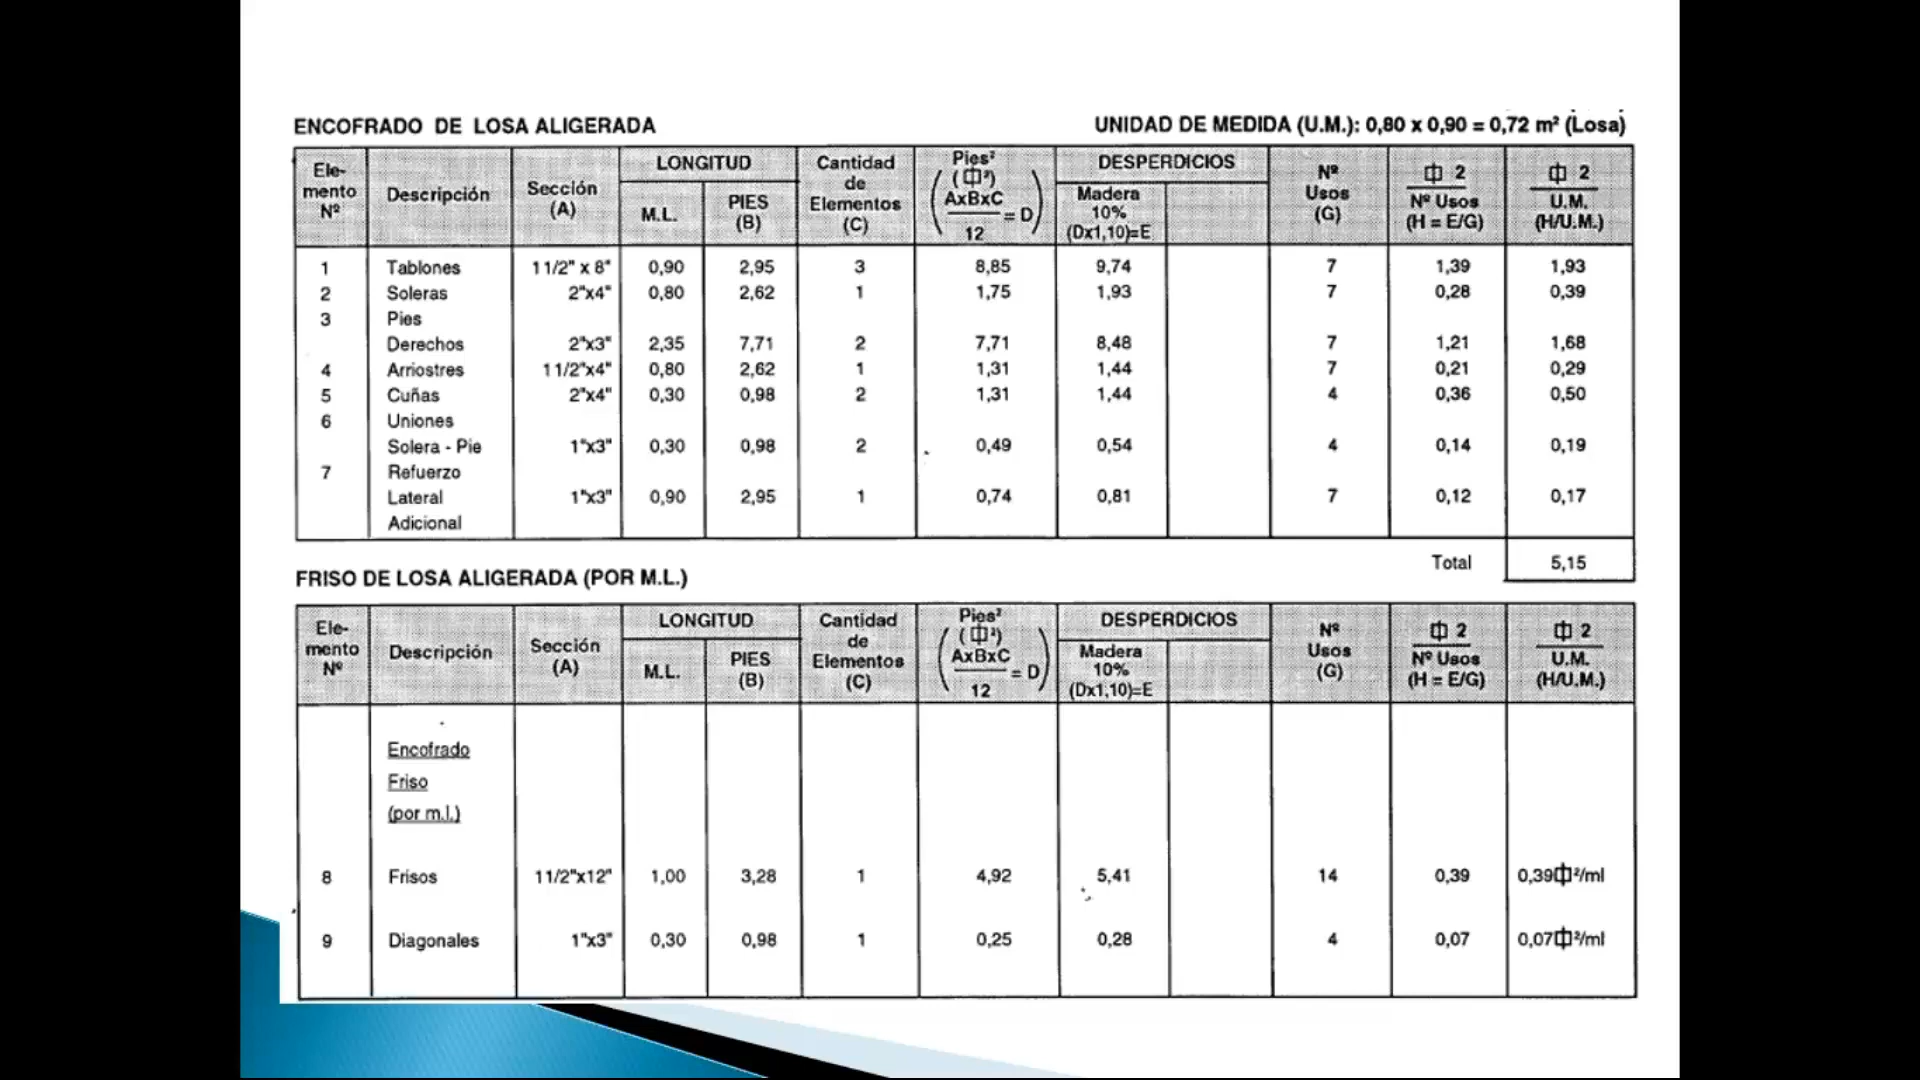 ENCOFRADO DE LOSA ALIGERADA UNIDAD DE MEDIDA (U.M.): 0,80 x 0,90 = 0,72 m² (Losa)
Ele-mento Nº Descripción Sección (A) LONGITUD M.L. PIES (B) Cantidad de Elementos (C) Pies² (□²) (AxBxC / 12 = D) DESPERDICIOS Madera 10% (Dx1,10)=E Nº Usos (G) □ 2 / Nº Usos (H = E/G) □ 2 / U.M. (H/U.M.)
1 Tablones 11/2" x 8" 0,90 2,95 3 8,85 9,74 7 1,39 1,93
2 Soleras 2"x4" 0,80 2,62 1 1,75 1,93 7 0,28 0,39
3 Pies
Derechos 2"x3" 2,35 7,71 2 7,71 8,48 7 1,21 1,68
4 Arriostres 11/2"x4" 0,80 2,62 1 1,31 1,44 7 0,21 0,29
5 Cuñas 2"x4" 0,30 0,98 2 1,31 1,44 4 0,36 0,50
6 Uniones
Solera - Pie 1"x3" 0,30 0,98 2 0,49 0,54 4 0,14 0,19
7 Refuerzo
Lateral 1"x3" 0,90 2,95 1 0,74 0,81 7 0,12 0,17
Adicional
Total 5,15
FRISO DE LOSA ALIGERADA (POR M.L.)
Ele-mento Nº Descripción Sección (A) LONGITUD M.L. PIES (B) Cantidad de Elementos (C) Pies² (□²) (AxBxC / 12 = D) DESPERDICIOS Madera 10% (Dx1,10)=E Nº Usos (G) □ 2 / Nº Usos (H = E/G) □ 2 / U.M. (H/U.M.)
Encofrado
Friso
(por m.l.)
8 Frisos 11/2"x12" 1,00 3,28 1 4,92 5,41 14 0,39 0,39□²/ml
9 Diagonales 1"x3" 0,30 0,98 1 0,25 0,28 4 0,07 0,07□²/ml